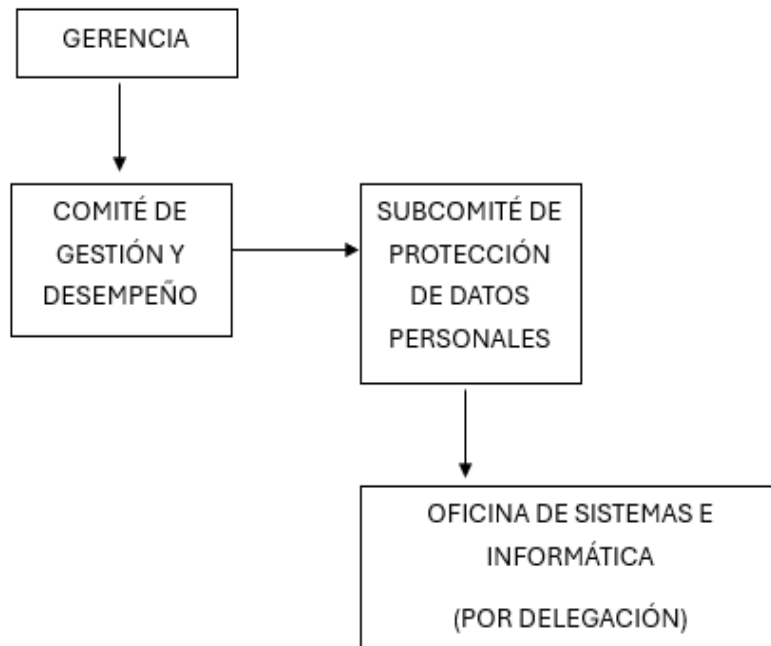 GERENCIA
COMITÉ DE
GESTIÓN Y
DESEMPEÑO
SUBCOMITÉ DE
PROTECCIÓN
DE DATOS
PERSONALES
OFICINA DE SISTEMAS E
INFORMÁTICA
(POR DELEGACIÓN)